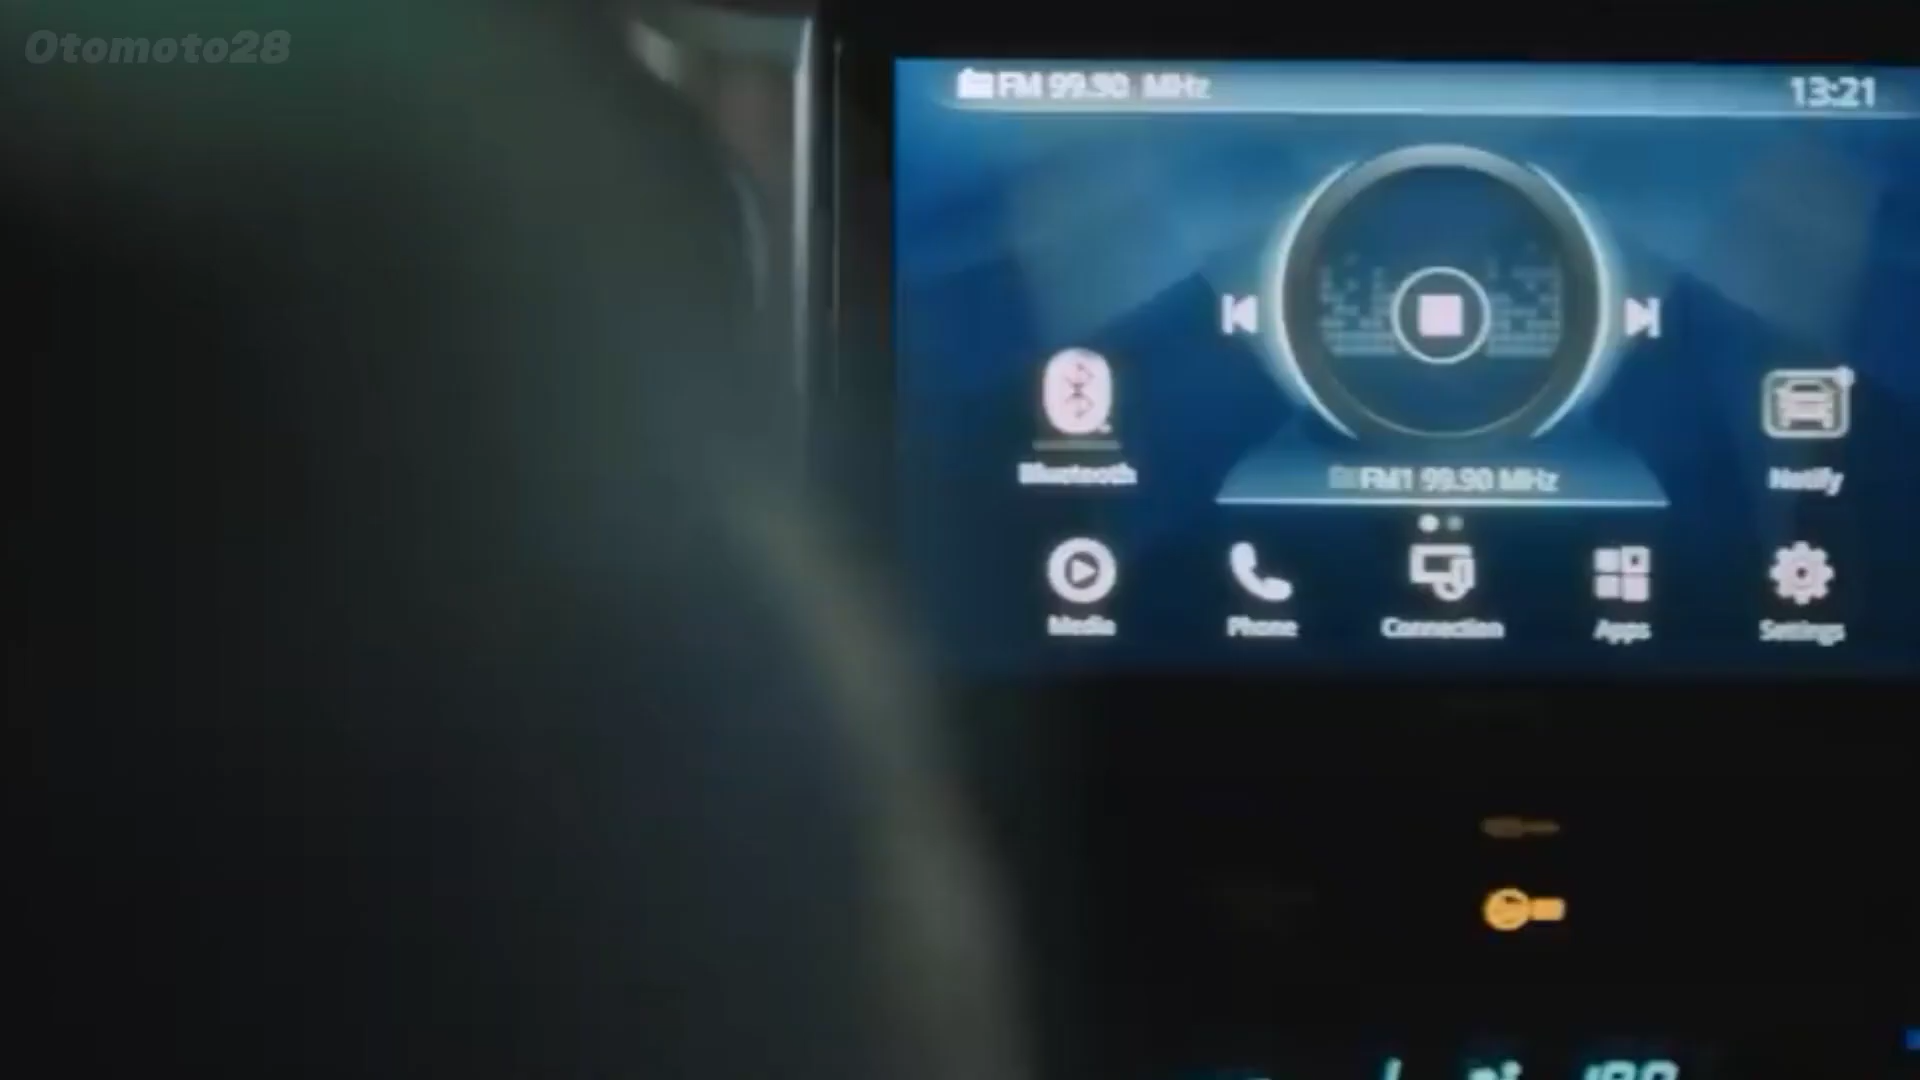 Otomoto28
FM 99.90 MHz
13:21
Bluetooth
FM1 99.90 MHz
Notify
Media
Phone
Connection
Apps
Settings